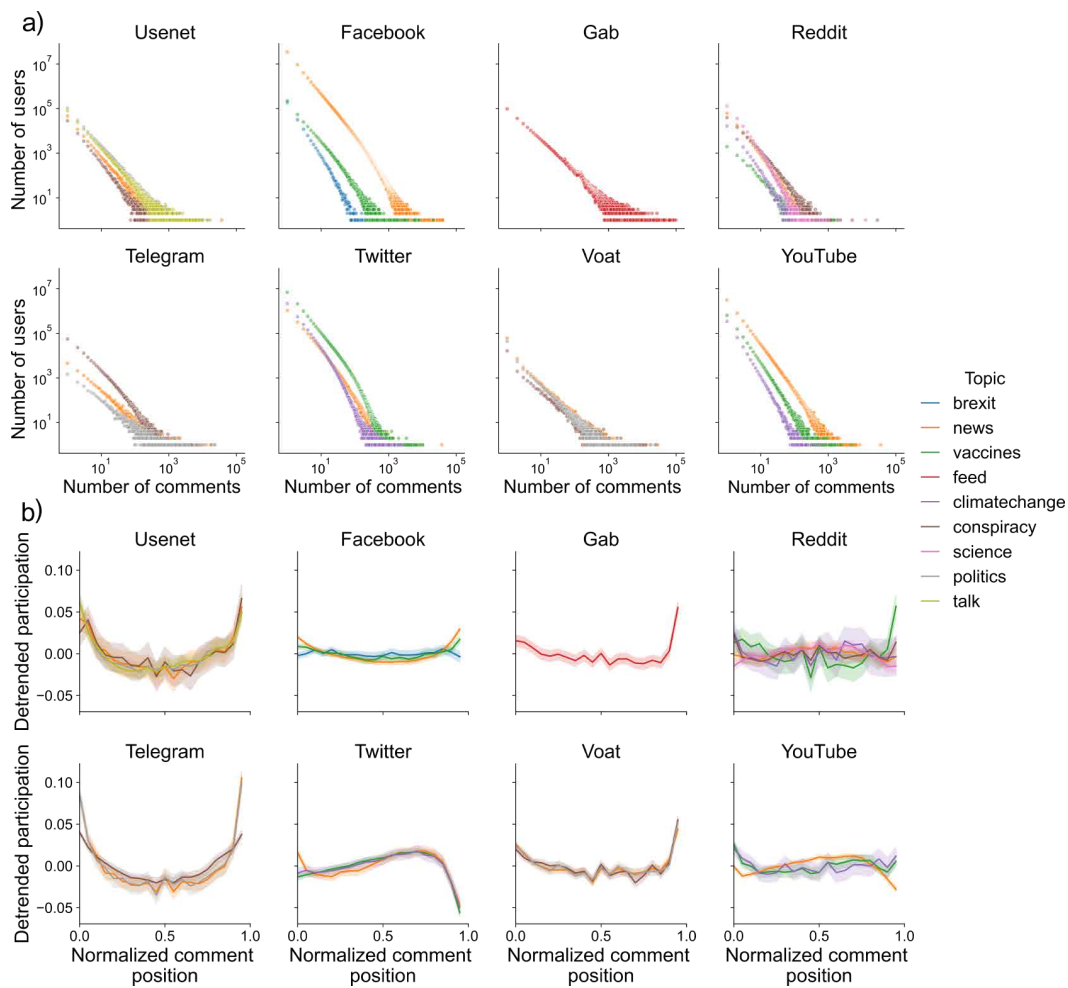 a)
Usenet
Facebook
Gab
Reddit
Number of users
10^7
10^5
10^3
10^1
Telegram
Twitter
Voat
YouTube
Number of users
10^7
10^5
10^3
10^1
10^1 10^3 10^5
10^1 10^3 10^5
10^1 10^3 10^5
10^1 10^3 10^5
Number of comments
Number of comments
Number of comments
Number of comments
Topic
brexit
news
vaccines
feed
climatechange
conspiracy
science
politics
talk
b)
Usenet
Facebook
Gab
Reddit
Detrended participation
0.10
0.05
0.00
−0.05
Telegram
Twitter
Voat
YouTube
Detrended participation
0.10
0.05
0.00
−0.05
0.0 0.5 1.0
0.0 0.5 1.0
0.0 0.5 1.0
0.0 0.5 1.0
Normalized comment
position
Normalized comment
position
Normalized comment
position
Normalized comment
position